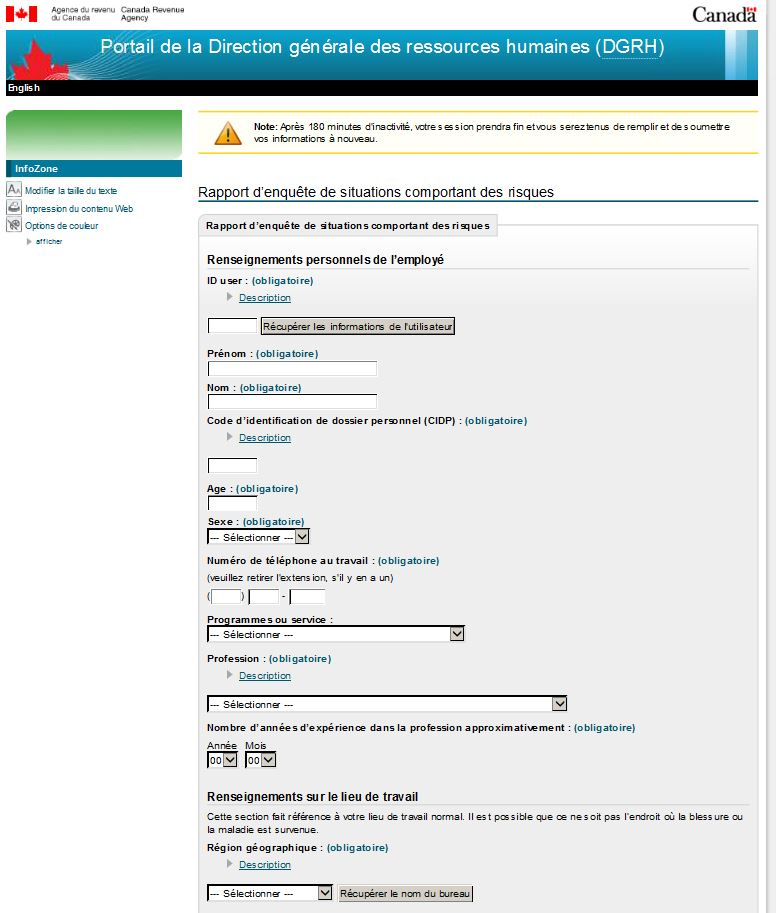 Agence du revenu du Canada
Canada Revenue Agency
Canada
Portail de la Direction générale des ressources humaines (DGRH)
English
Note: Après 180 minutes d'inactivité, votre session prendra fin et vous serez tenus de remplir et de soumettre
vos informations à nouveau.
InfoZone
Modifier la taille du texte
Impression du contenu Web
Options de couleur
afficher
Rapport d'enquête de situations comportant des risques
Rapport d'enquête de situations comportant des risques
Renseignements personnels de l'employé
ID user : (obligatoire)
Description
Récupérer les informations de l'utilisateur
Prénom : (obligatoire)
Nom : (obligatoire)
Code d'identification de dossier personnel (CIDP) : (obligatoire)
Description
Age : (obligatoire)
Sexe : (obligatoire)
--- Sélectionner ---
Numéro de téléphone au travail : (obligatoire)
(veuillez retirer l'extension, s'il y en a un)
( ) -
Programmes ou service :
--- Sélectionner ---
Profession : (obligatoire)
Description
--- Sélectionner ---
Nombre d'années d'expérience dans la profession approximativement : (obligatoire)
Année Mois
00 00
Renseignements sur le lieu de travail
Cette section fait référence à votre lieu de travail normal. Il est possible que ce ne soit pas l'endroit où la blessure ou
la maladie est survenue.
Région géographique : (obligatoire)
Description
--- Sélectionner --- Récupérer le nom du bureau